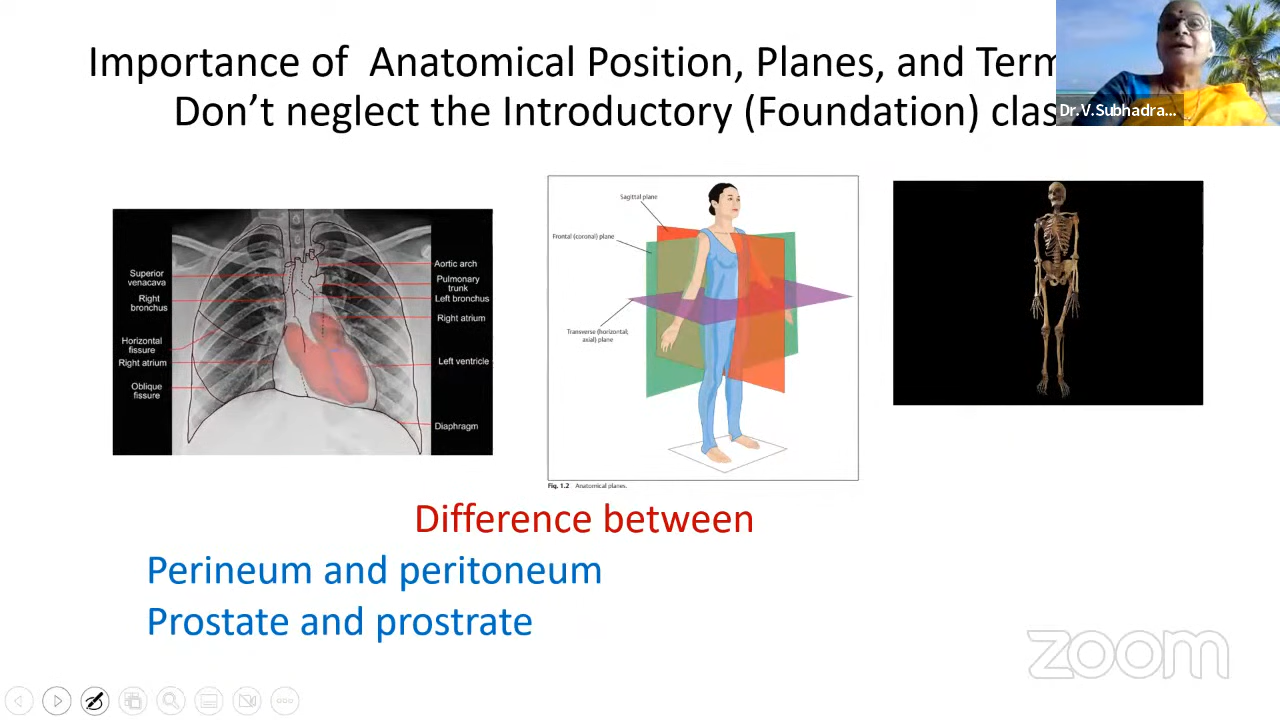 Importance of Anatomical Position, Planes, and Term
Don't neglect the Introductory (Foundation) clas
Dr.V.Subhadra...
Superior
venacava
Right
bronchus
Horizontal
fissure
Right atrium
Oblique
fissure
Aortic arch
Pulmonary
trunk
Left bronchus
Right atrium
Left ventricle
Diaphragm
Sagittal plane
Frontal (coronal) plane
Transverse (horizontal;
axial) plane
Fig. 1.2 Anatomical planes.
Difference between
Perineum and peritoneum
Prostate and prostrate
zoom